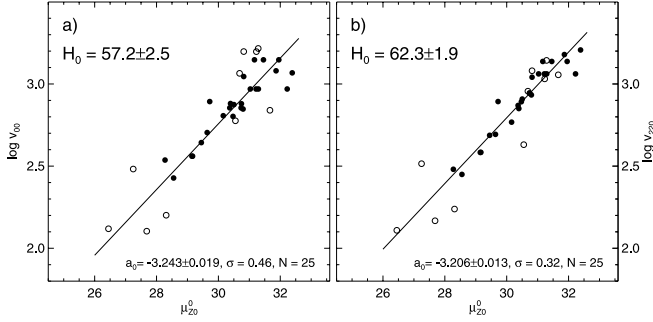 a)
H₀ = 57.2±2.5
log v₀₀
3.0
2.5
2.0
a₀= -3.243±0.019, σ = 0.46, N = 25
26 28 30 32
μ⁰_Z0
b)
H₀ = 62.3±1.9
log v₂₂₀
3.0
2.5
2.0
a₀= -3.206±0.013, σ = 0.32, N = 25
26 28 30 32
μ⁰_Z0